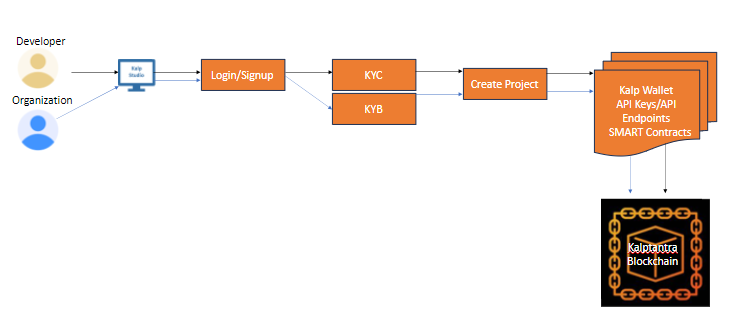 Developer
Organization
Kalp
Studio
Login/Signup
KYC
KYB
Create Project
Kalp Wallet
API Keys/API
Endpoints
SMART Contracts
Kalptantra
Blockchain